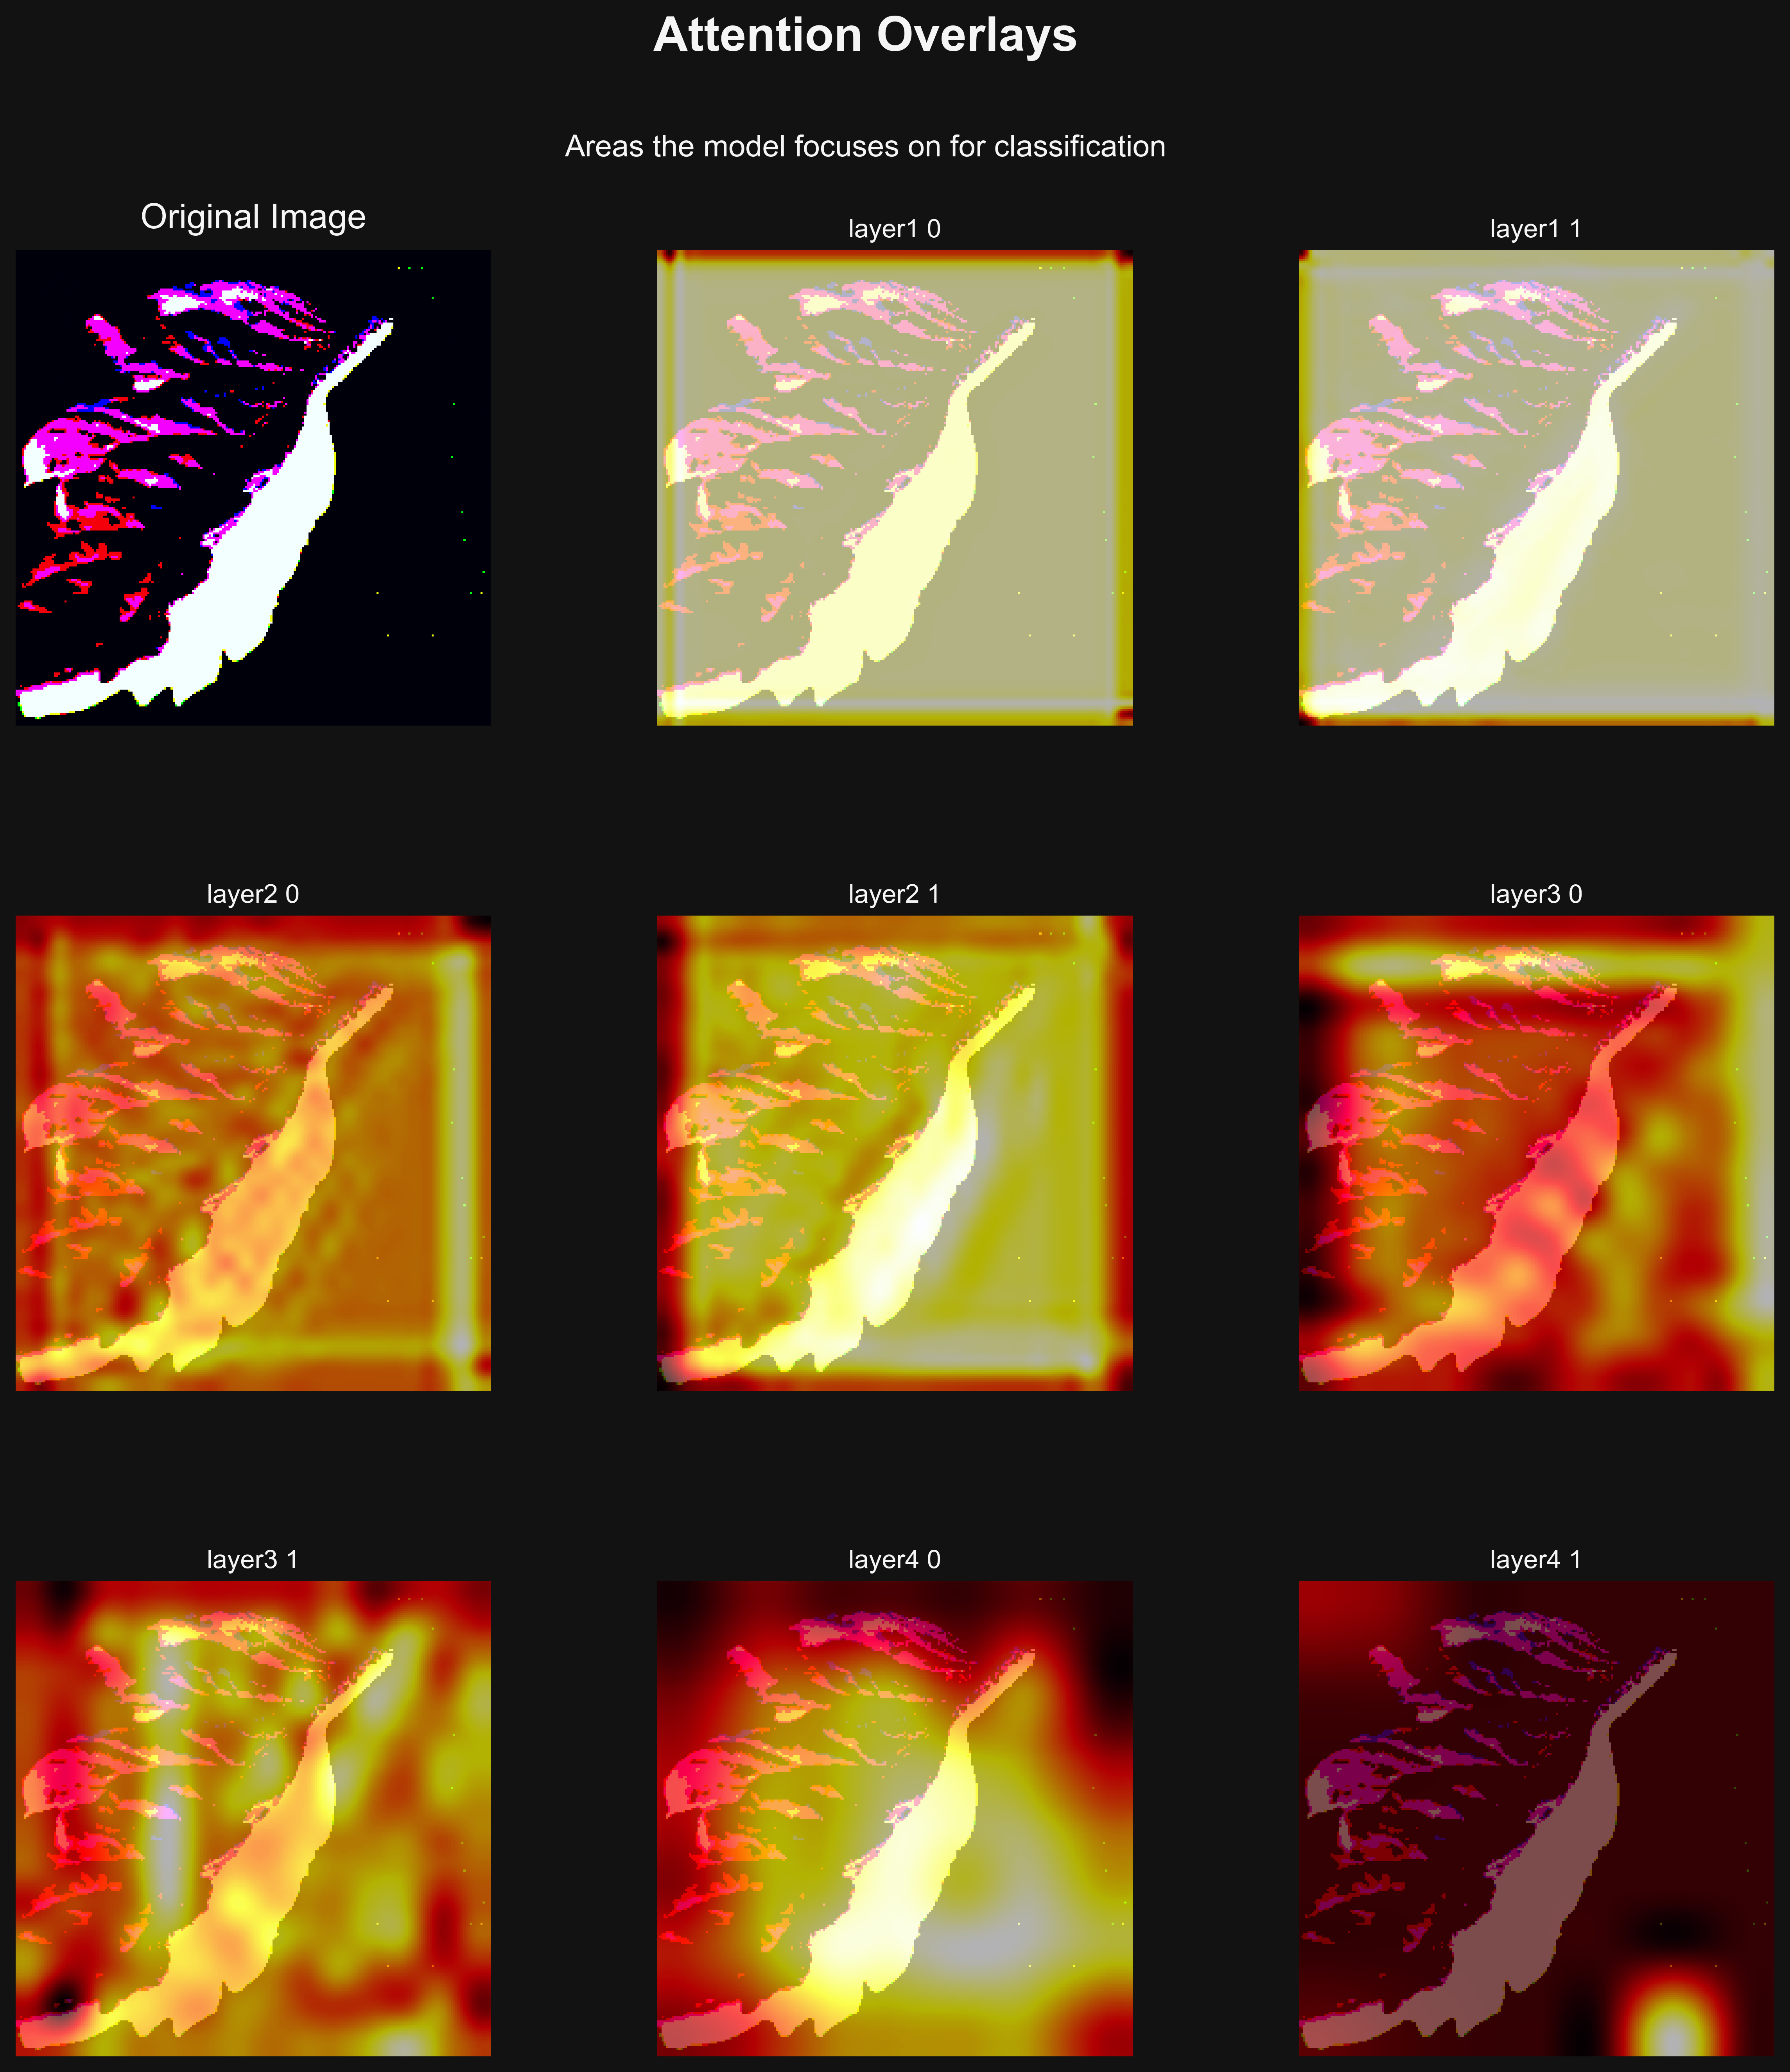 Attention Overlays
Areas the model focuses on for classification
Original Image
layer1 0
layer1 1
layer2 0
layer2 1
layer3 0
layer3 1
layer4 0
layer4 1